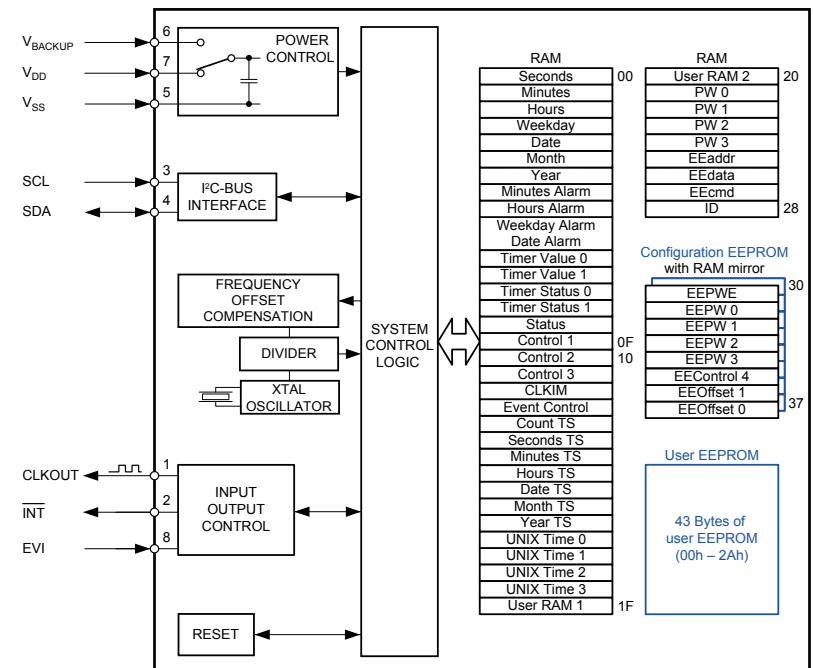 V_BACKUP
V_DD
V_SS
6
7
5
POWER
CONTROL
SCL
SDA
3
4
I²C-BUS
INTERFACE
FREQUENCY
OFFSET
COMPENSATION
DIVIDER
XTAL
OSCILLATOR
CLKOUT
INT
EVI
1
2
8
INPUT
OUTPUT
CONTROL
RESET
SYSTEM
CONTROL
LOGIC
RAM
Seconds 00
Minutes
Hours
Weekday
Date
Month
Year
Minutes Alarm
Hours Alarm
Weekday Alarm
Date Alarm
Timer Value 0
Timer Value 1
Timer Status 0
Timer Status 1
Status
Control 1 0F
Control 2 10
Control 3
CLKIM
Event Control
Count TS
Seconds TS
Minutes TS
Hours TS
Date TS
Month TS
Year TS
UNIX Time 0
UNIX Time 1
UNIX Time 2
UNIX Time 3
User RAM 1 1F
RAM
User RAM 2 20
PW 0
PW 1
PW 2
PW 3
EEaddr
EEdata
EEcmd
ID 28
Configuration EEPROM
with RAM mirror
30
EEPWE
EEPW 0
EEPW 1
EEPW 2
EEPW 3
EEControl 4
EEOffset 1
EEOffset 0
37
User EEPROM
43 Bytes of
user EEPROM
(00h – 2Ah)